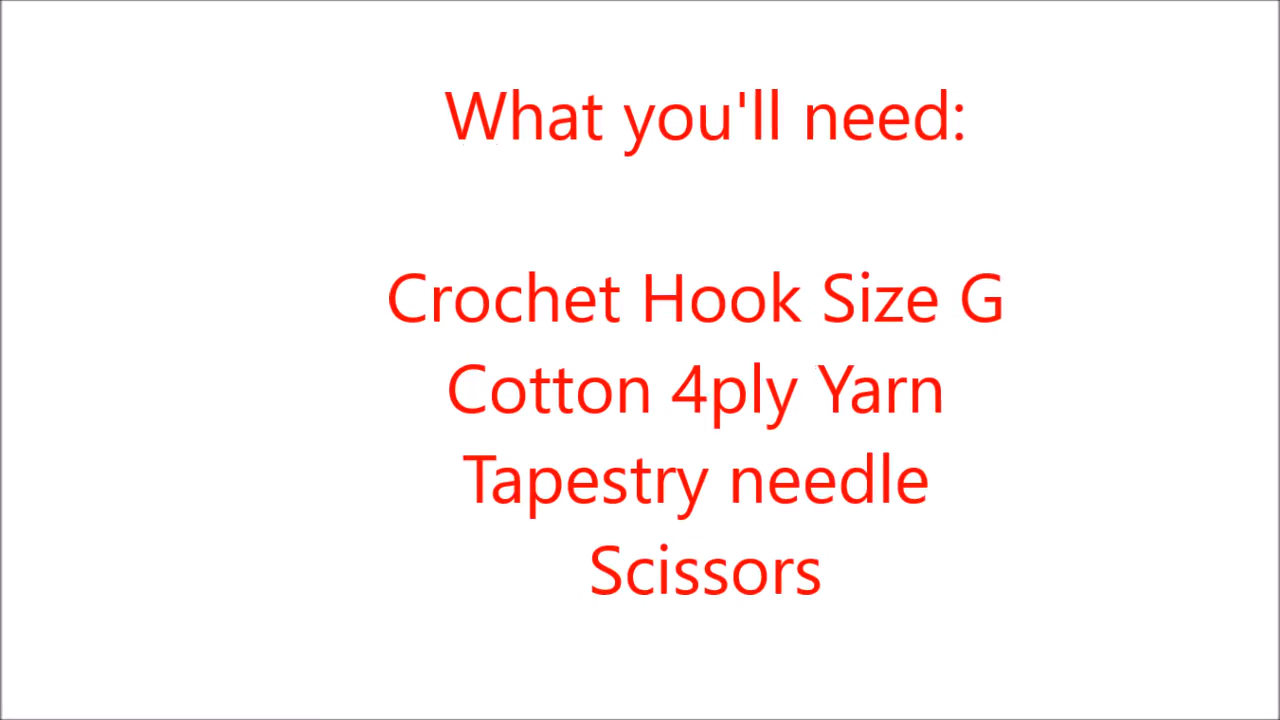 What you'll need:
Crochet Hook Size G
Cotton 4ply Yarn
Tapestry needle
Scissors